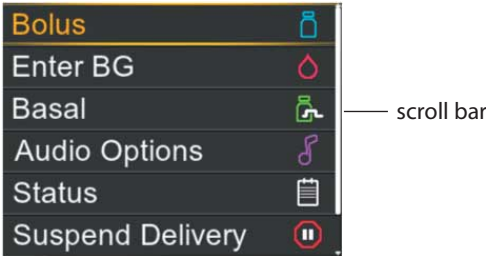 Bolus
Enter BG
Basal
scroll bar
Audio Options
Status
Suspend Delivery